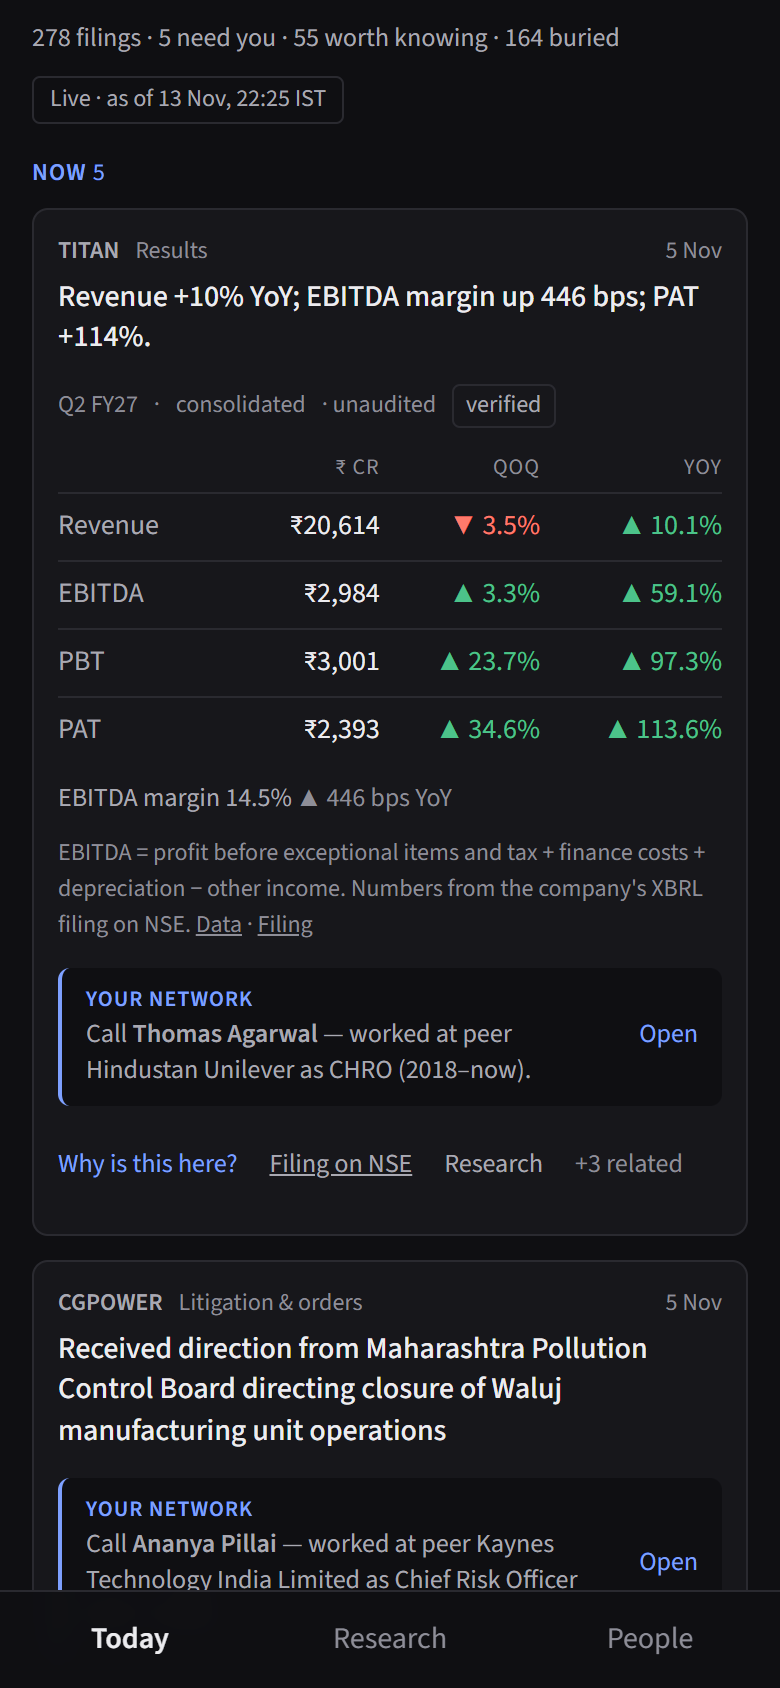 278 filings · 5 need you · 55 worth knowing · 164 buried
Live · as of 13 Nov, 22:25 IST
NOW 5
TITAN Results 5 Nov
Revenue +10% YoY; EBITDA margin up 446 bps; PAT
+114%.
Q2 FY27 · consolidated · unaudited verified
₹ CR QOQ YOY
Revenue ₹20,614 ▼ 3.5% ▲ 10.1%
EBITDA ₹2,984 ▲ 3.3% ▲ 59.1%
PBT ₹3,001 ▲ 23.7% ▲ 97.3%
PAT ₹2,393 ▲ 34.6% ▲ 113.6%
EBITDA margin 14.5% ▲ 446 bps YoY
EBITDA = profit before exceptional items and tax + finance costs +
depreciation − other income. Numbers from the company's XBRL
filing on NSE. Data · Filing
YOUR NETWORK
Call Thomas Agarwal — worked at peer
Hindustan Unilever as CHRO (2018–now).
Open
Why is this here? Filing on NSE Research +3 related
CGPOWER Litigation & orders 5 Nov
Received direction from Maharashtra Pollution
Control Board directing closure of Waluj
manufacturing unit operations
YOUR NETWORK
Call Ananya Pillai — worked at peer Kaynes
Technology India Limited as Chief Risk Officer
Open
Today Research People